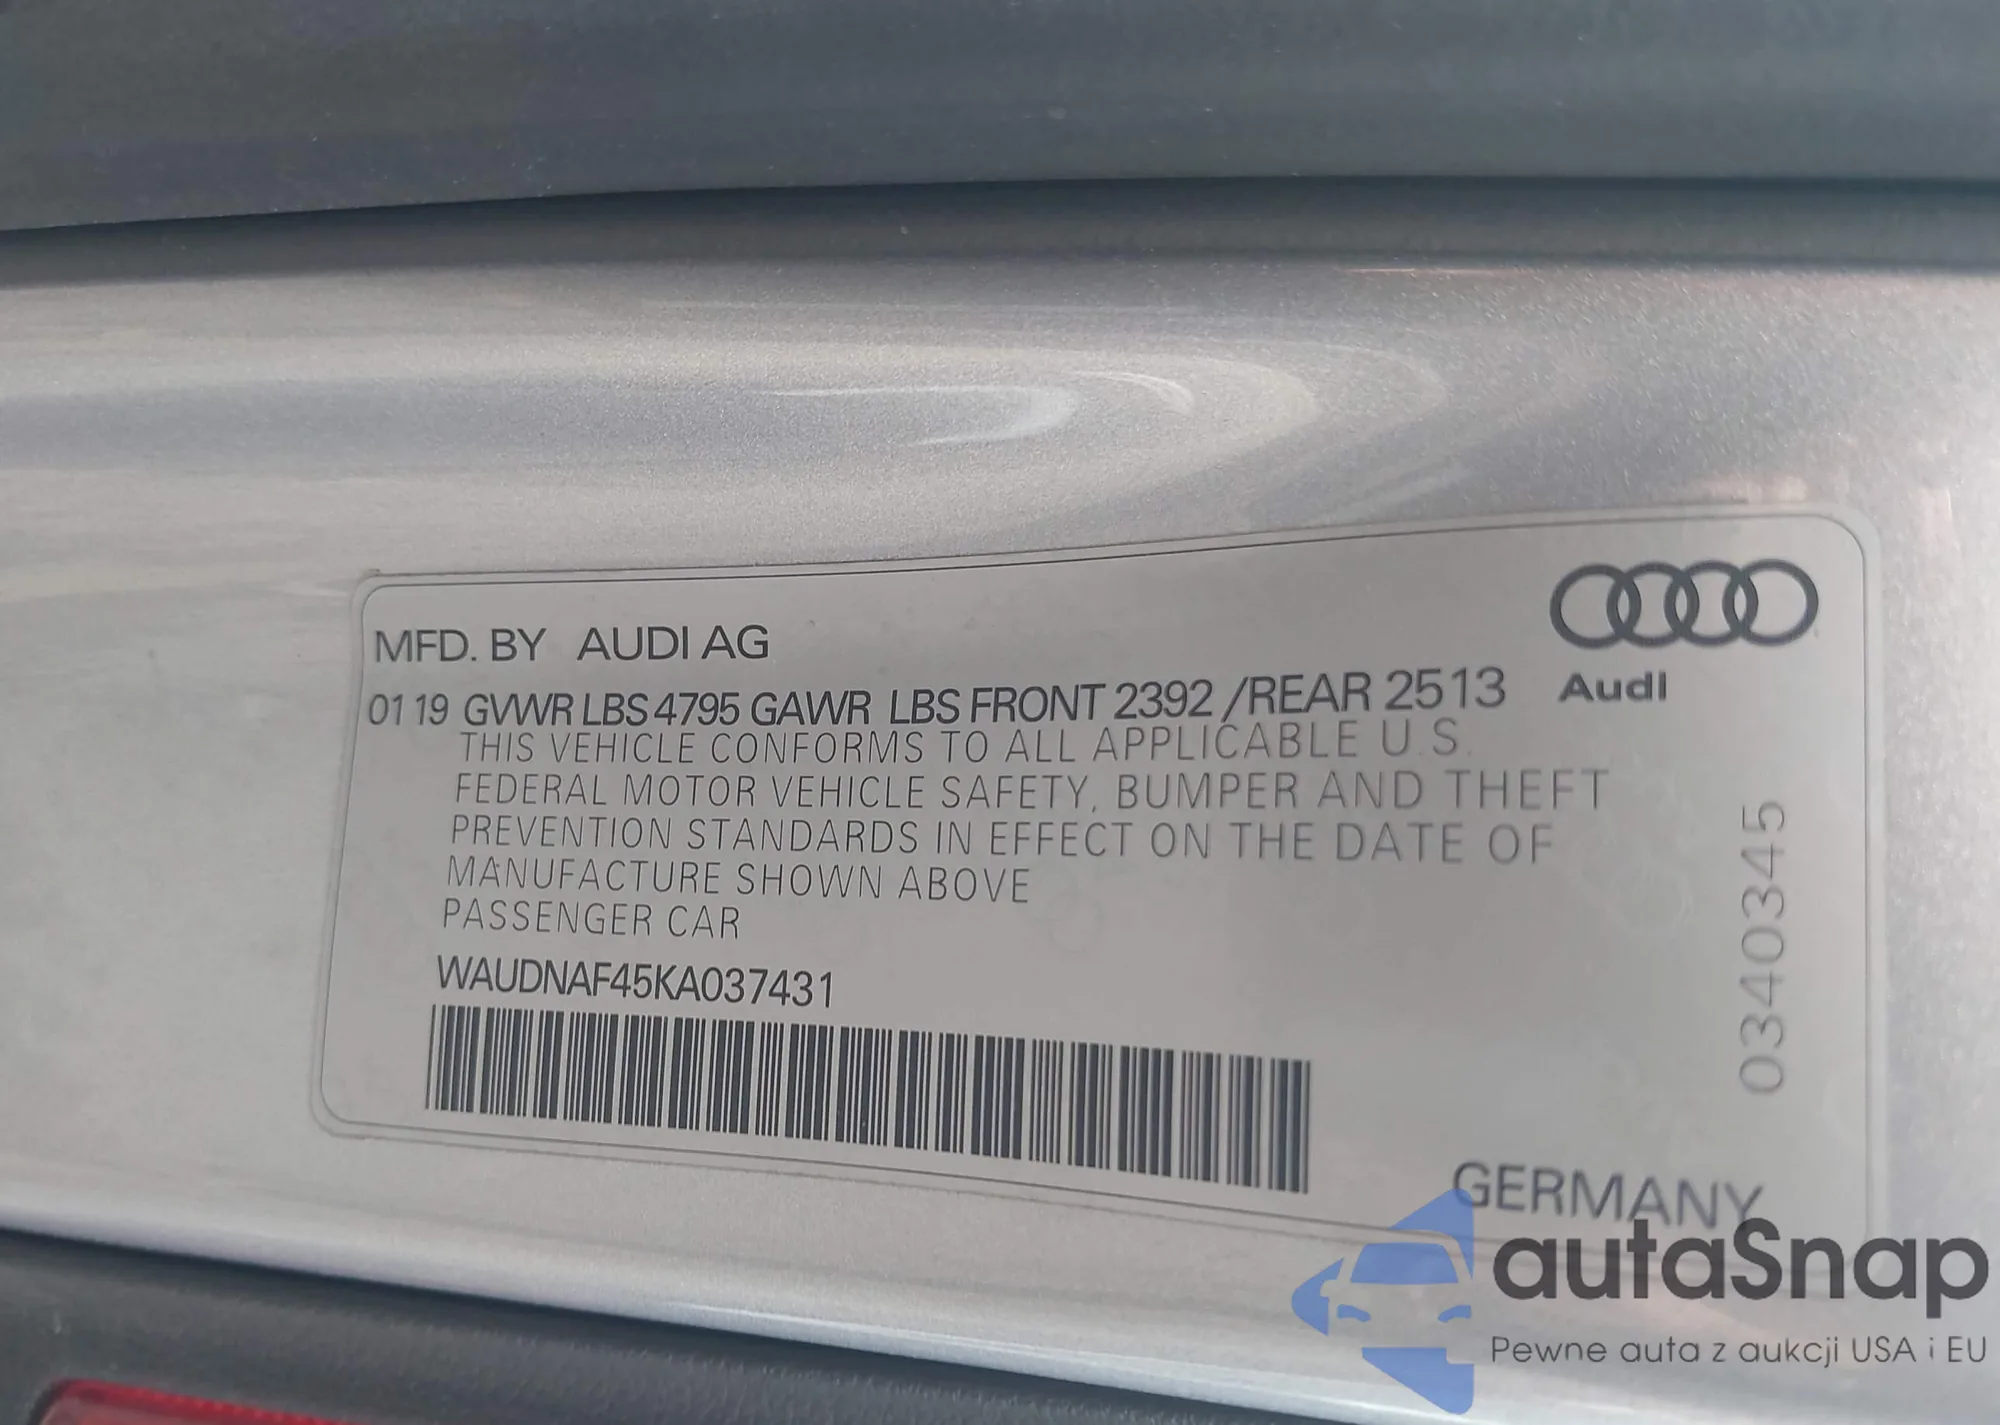 MFD. BY AUDI AG
Audi
01 19 GVWR LBS 4795 GAWR LBS FRONT 2392 /REAR 2513
THIS VEHICLE CONFORMS TO ALL APPLICABLE U.S.
FEDERAL MOTOR VEHICLE SAFETY, BUMPER AND THEFT
PREVENTION STANDARDS IN EFFECT ON THE DATE OF
MANUFACTURE SHOWN ABOVE
PASSENGER CAR
WAUDNAF45KA037431
0340345
GERMANY
autaSnap
Pewne auta z aukcji USA i EU